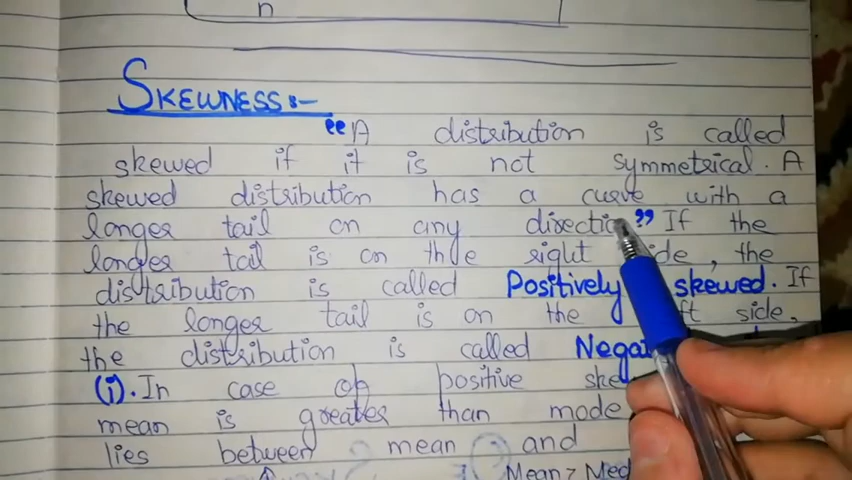 n
SKEWNESS:-
"A distribution is called
skewed if it is not symmetrical. A
skewed distribution has a curve with a
longer tail on any directio" If the
longer tail is on the right ide, the
distribution is called Positively skewed. If
the longer tail is on the ft side,
the distribution is called Nega
(i). In case of positive ske
mean is greater than mode
lies between mean and
Mean > Med